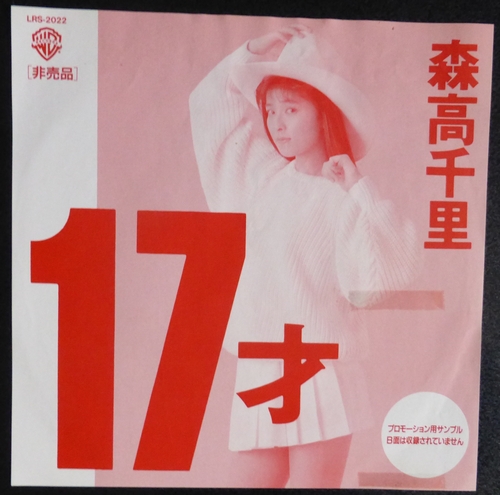 LRS-2022
[非売品]
森高千里
17才
プロモーション用サンプル
B面は収録されていません